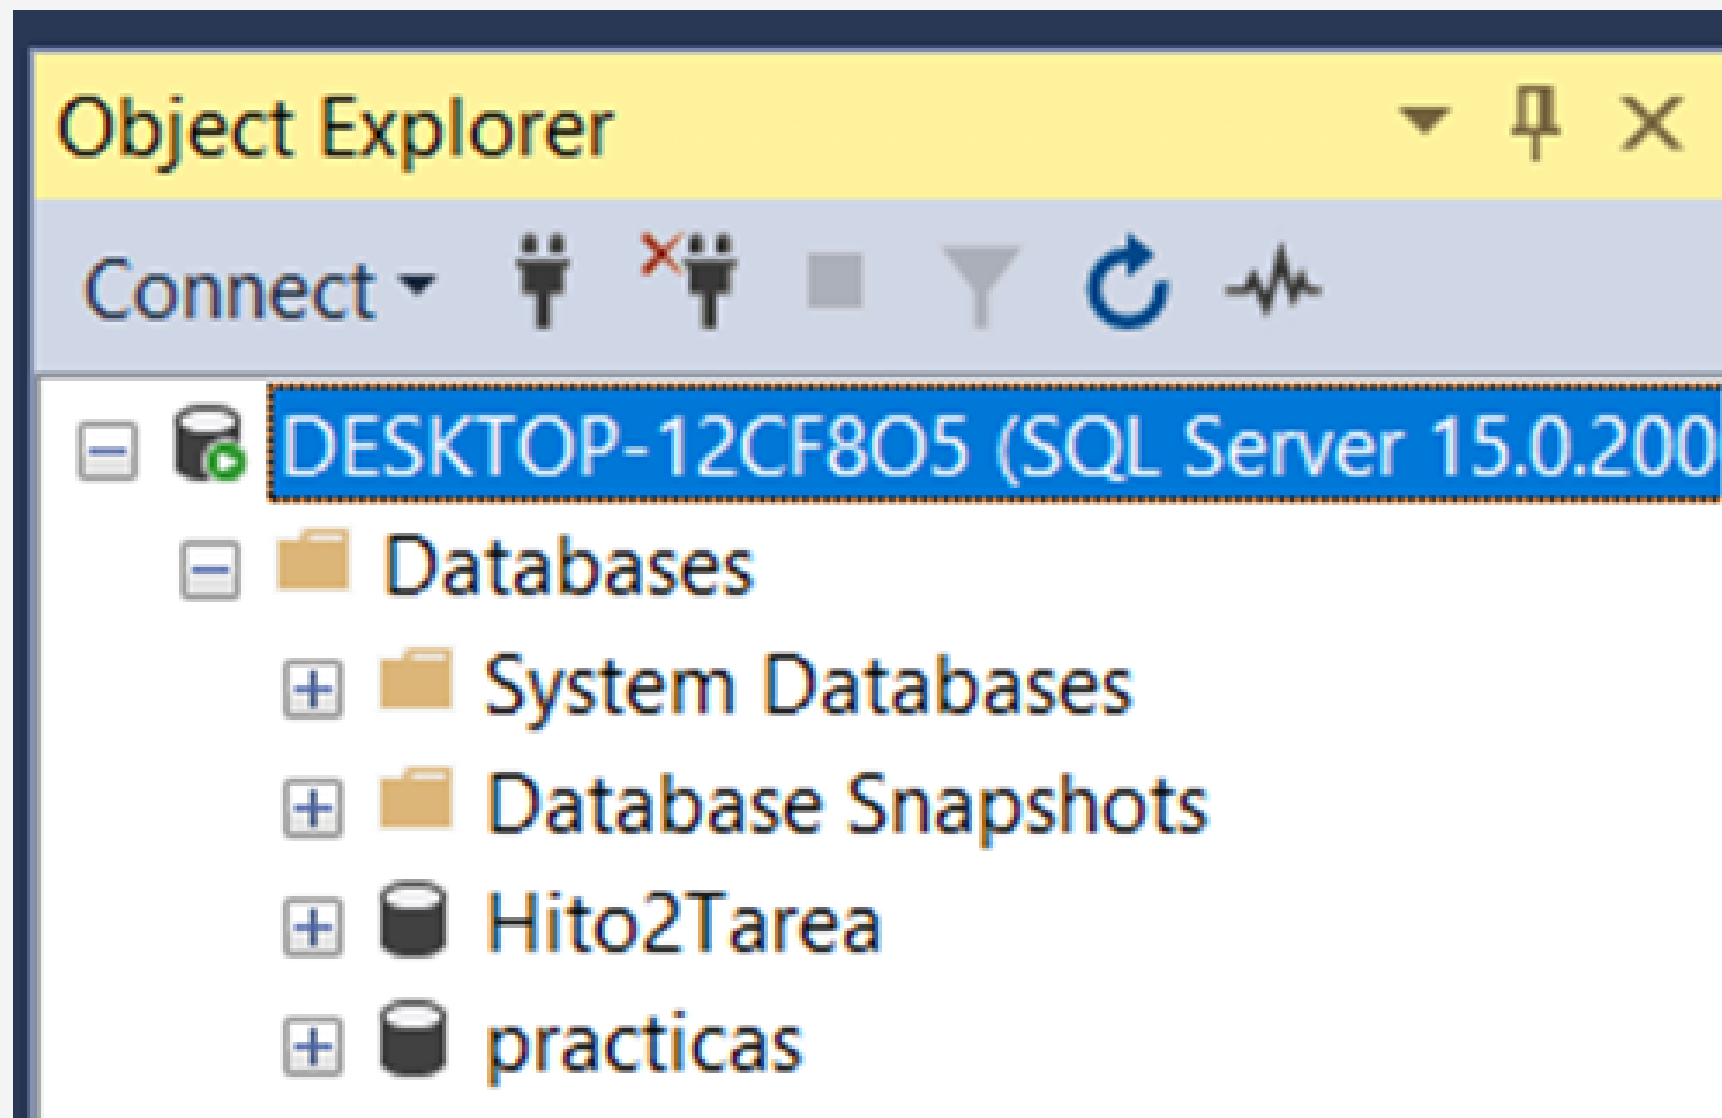 Object Explorer
Connect
DESKTOP-12CF8O5 (SQL Server 15.0.200
Databases
System Databases
Database Snapshots
Hito2Tarea
practicas